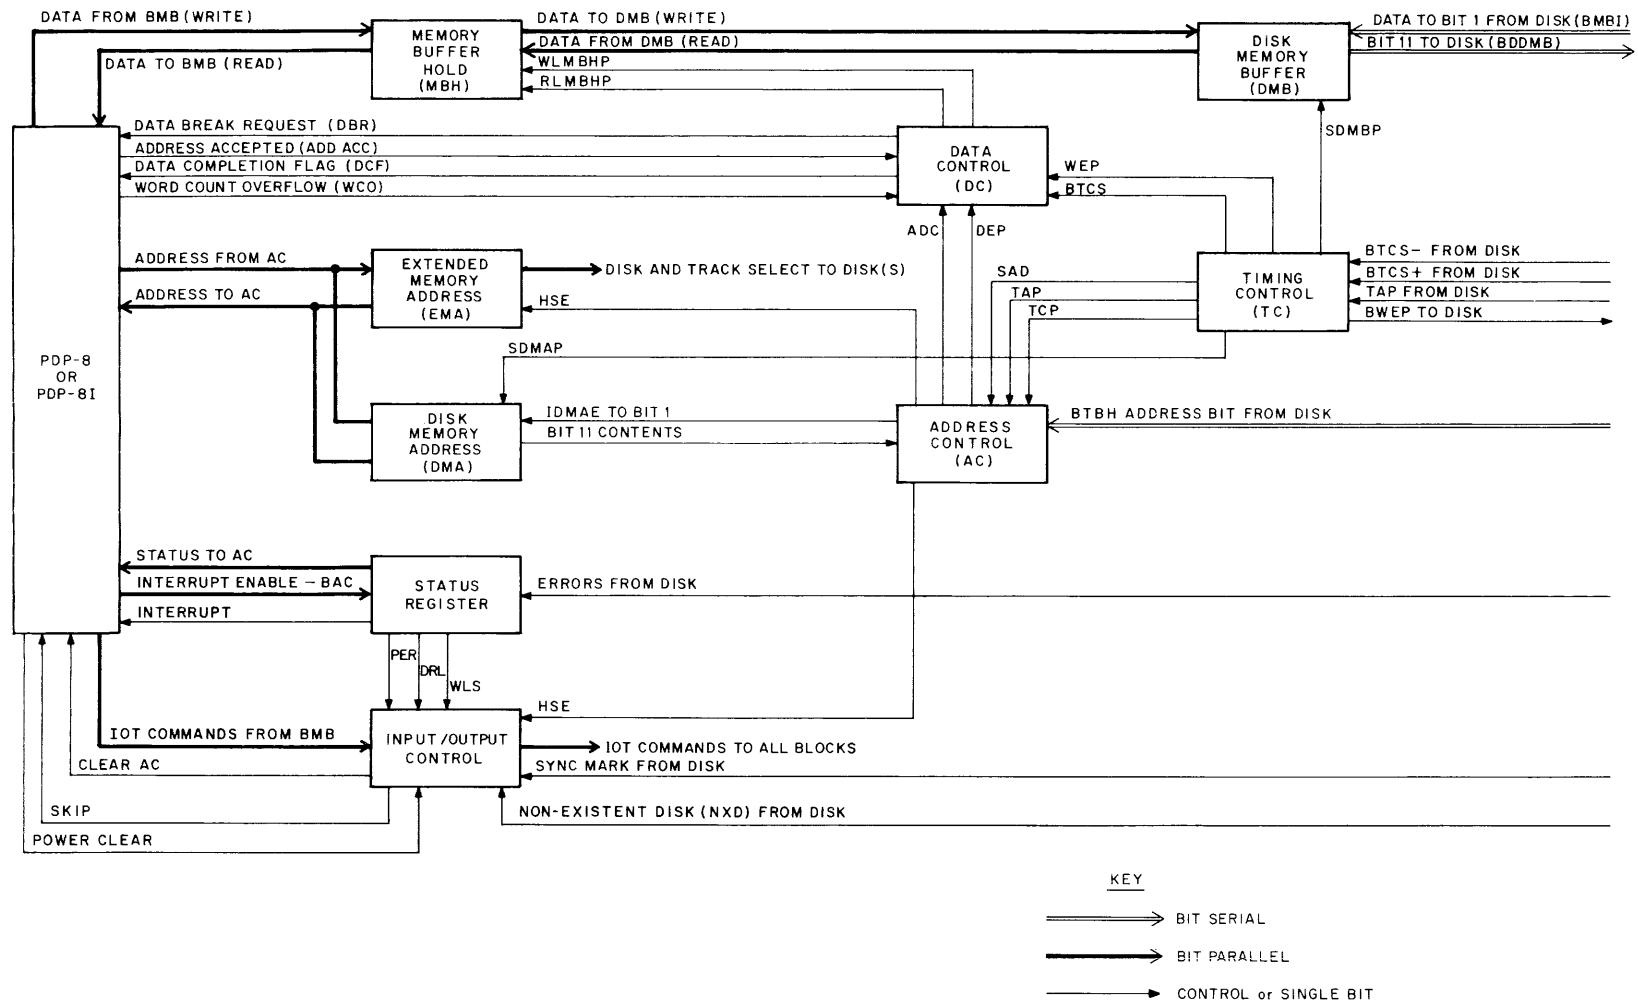 DATA FROM BMB (WRITE)
DATA TO BMB (READ)
MEMORY
BUFFER
HOLD
(MBH)
DATA TO DMB (WRITE)
DATA FROM DMB (READ)
WLMBHP
RLMBHP
DISK
MEMORY
BUFFER
(DMB)
DATA TO BIT 1 FROM DISK (BMBI)
BIT 11 TO DISK (BDDMB)
SDMBP
DATA BREAK REQUEST (DBR)
ADDRESS ACCEPTED (ADD ACC)
DATA COMPLETION FLAG (DCF)
WORD COUNT OVERFLOW (WCO)
DATA
CONTROL
(DC)
WEP
BTCS
ADC
DEP
ADDRESS FROM AC
ADDRESS TO AC
EXTENDED
MEMORY
ADDRESS
(EMA)
DISK AND TRACK SELECT TO DISK(S)
HSE
SAD
TAP
TCP
TIMING
CONTROL
(TC)
BTCS- FROM DISK
BTCS+ FROM DISK
TAP FROM DISK
BWEP TO DISK
PDP-8
OR
PDP-8I
SDMAP
DISK
MEMORY
ADDRESS
(DMA)
IDMAE TO BIT 1
BIT 11 CONTENTS
ADDRESS
CONTROL
(AC)
BTBH ADDRESS BIT FROM DISK
STATUS TO AC
INTERRUPT ENABLE - BAC
INTERRUPT
STATUS
REGISTER
ERRORS FROM DISK
PER
DRL
WLS
HSE
IOT COMMANDS FROM BMB
CLEAR AC
INPUT/OUTPUT
CONTROL
IOT COMMANDS TO ALL BLOCKS
SYNC MARK FROM DISK
SKIP
NON-EXISTENT DISK (NXD) FROM DISK
POWER CLEAR
KEY
BIT SERIAL
BIT PARALLEL
CONTROL or SINGLE BIT